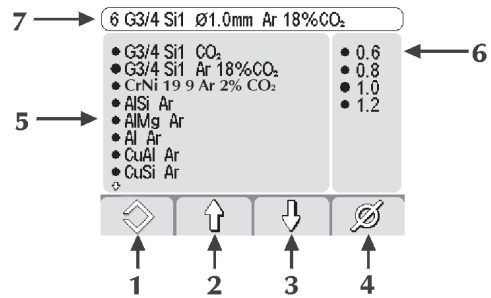 7
6 G3/4 Si1 Ø1.0mm Ar 18%CO₂
G3/4 Si1 CO₂
G3/4 Si1 Ar 18%CO₂
CrNi 19 9 Ar 2% CO₂
AlSi Ar
AlMg Ar
Al Ar
CuAl Ar
CuSi Ar
0.6
0.8
1.0
1.2
6
5
Ø
1
2
3
4